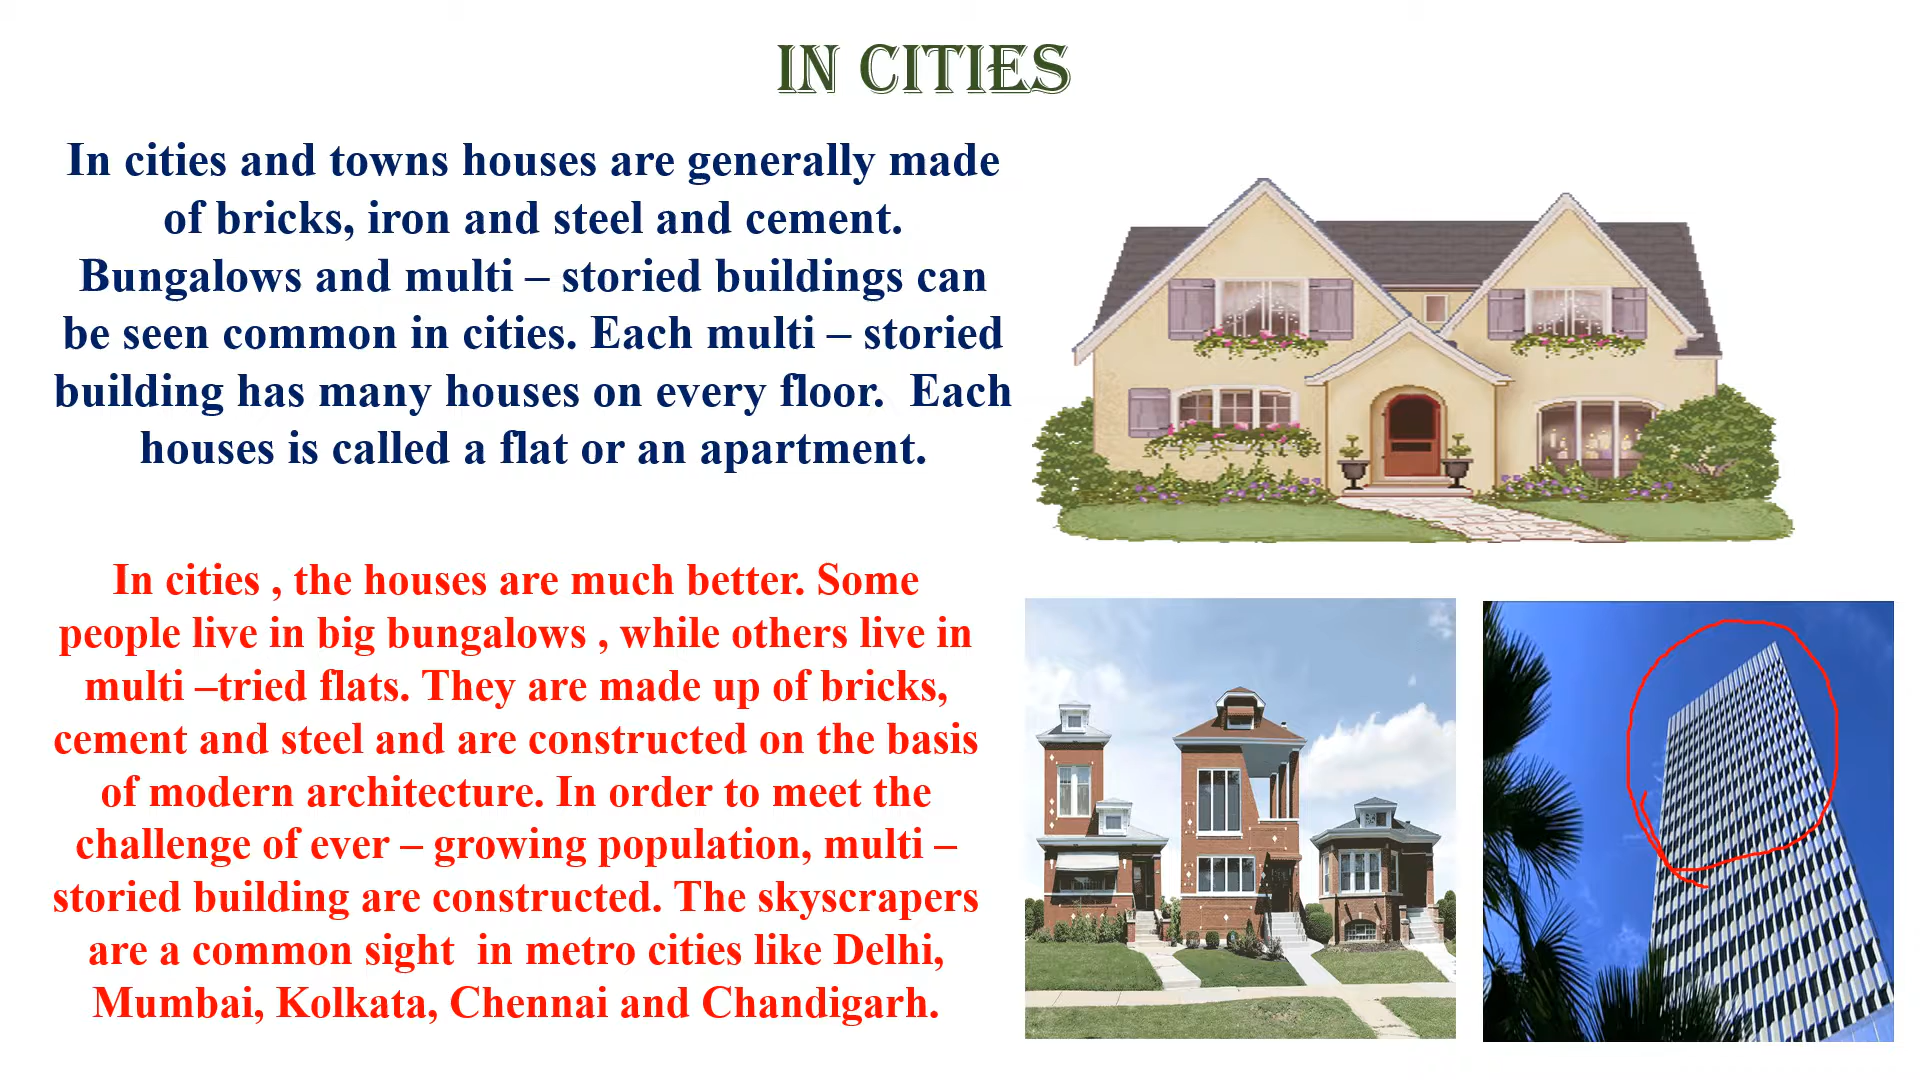 IN CITIES
In cities and towns houses are generally made
of bricks, iron and steel and cement.
Bungalows and multi – storied buildings can
be seen common in cities. Each multi – storied
building has many houses on every floor.  Each
houses is called a flat or an apartment.
In cities , the houses are much better. Some
people live in big bungalows , while others live in
multi –tried flats. They are made up of bricks,
cement and steel and are constructed on the basis
of modern architecture. In order to meet the
challenge of ever – growing population, multi –
storied building are constructed. The skyscrapers
are a common sight  in metro cities like Delhi,
Mumbai, Kolkata, Chennai and Chandigarh.